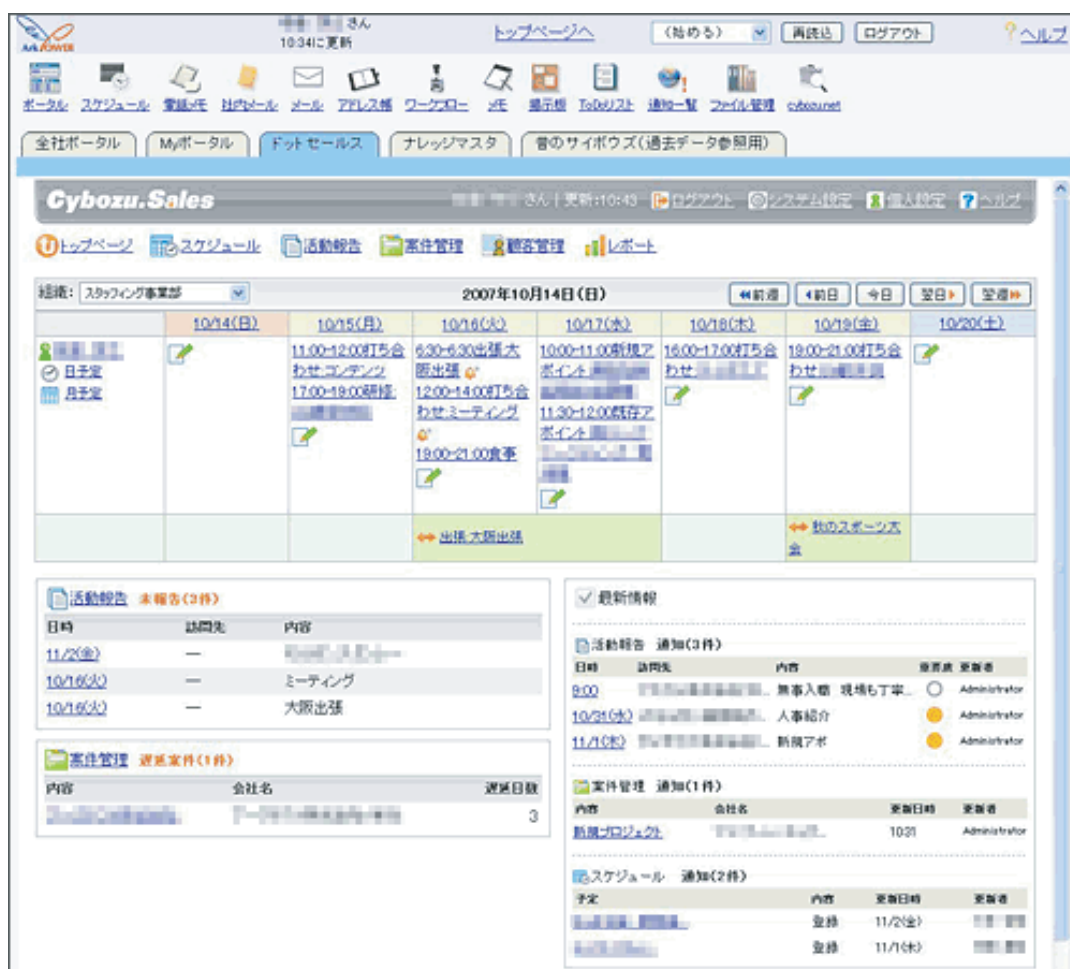 さん
10:34に更新
トップページへ
(始める)
再読込
ログアウト
? ヘルプ
ポータル スケジュール 電話メモ 社内メール メール アドレス帳 ワークフロー メモ 掲示板 ToDoリスト 通知一覧 ファイル管理 cybozu.net
全社ポータル Myポータル ドットセールス ナレッジマスタ 昔のサイボウズ(過去データ参照用)
Cybozu.Sales
さん | 更新:10:43 ログアウト システム設定 個人設定 ヘルプ
トップページ スケジュール 活動報告 案件管理 顧客管理 レポート
組織: スタッフィング事業部 2007年10月14日(日) 前週 前日 今日 翌日 翌週
10/14(日) 10/15(月) 10/16(火) 10/17(水) 10/18(木) 10/19(金) 10/20(土)
日予定
月予定
11:00-12:00打ち合わせ:コンテンツ
17:00-19:00研修:
6:30-6:30出張:大阪出張
12:00-14:00打ち合わせ:ミーティング
19:00-21:00食事
10:00-11:00新規アポイント:
11:30-12:00既存アポイント:
16:00-17:00打ち合わせ:
19:00-21:00打ち合わせ:
出張:大阪出張
秋のスポーツ大会
活動報告 未報告(3件)
日時 訪問先 内容
11/2(金) ―
10/16(火) ― ミーティング
10/16(火) ― 大阪出張
案件管理 遅延案件(1件)
内容 会社名 遅延日数
3
最新情報
活動報告 通知(3件)
日時 訪問先 内容 重要度 更新者
9:00 無事入職 現場も丁寧... Administrator
10/31(水) 人事紹介 Administrator
11/1(木) 新規アポ Administrator
案件管理 通知(1件)
内容 会社名 更新日時 更新者
新規プロジェクト 10:31 Administrator
スケジュール 通知(2件)
予定 内容 更新日時 更新者
登録 11/2(金)
登録 11/1(木)